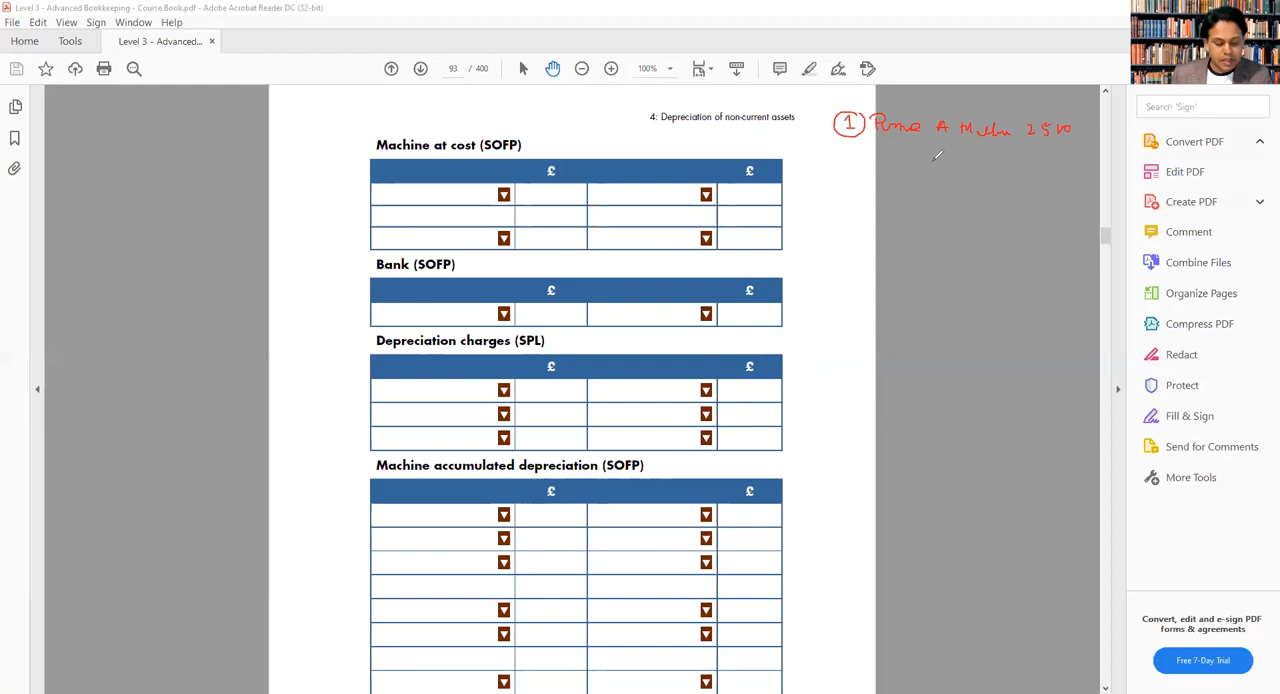 Level 3 - Advanced Bookkeeping - Course Book.pdf - Adobe Acrobat Reader DC (32-bit)
File Edit View Sign Window Help
Home Tools Level 3 - Advanced... ×
93 / 400 100%
Search 'Sign'
Convert PDF
Edit PDF
Create PDF
Comment
Combine Files
Organize Pages
Compress PDF
Redact
Protect
Fill & Sign
Send for Comments
More Tools
Convert, edit and e-sign PDF
forms & agreements
Free 7-Day Trial
4: Depreciation of non-current assets
1 A 2500
Machine at cost (SOFP)
£ £
Bank (SOFP)
£ £
Depreciation charges (SPL)
£ £
Machine accumulated depreciation (SOFP)
£ £